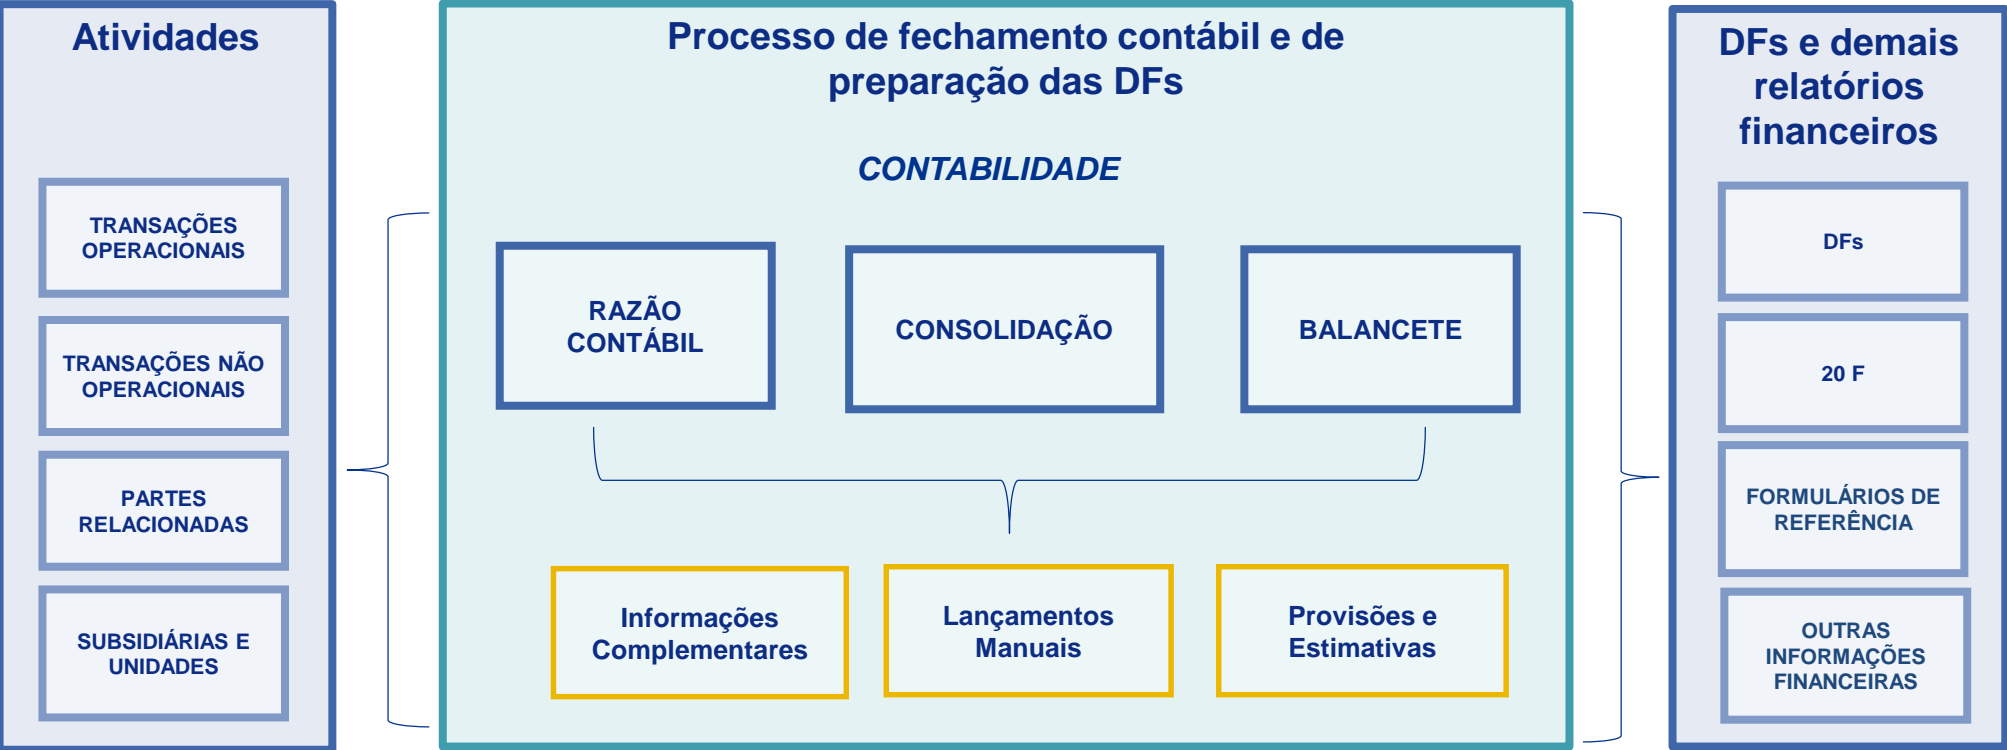 Atividades
TRANSAÇÕES
OPERACIONAIS
TRANSAÇÕES NÃO
OPERACIONAIS
PARTES
RELACIONADAS
SUBSIDIÁRIAS E
UNIDADES
Processo de fechamento contábil e de
preparação das DFs
CONTABILIDADE
RAZÃO
CONTÁBIL
CONSOLIDAÇÃO
BALANCETE
Informações
Complementares
Lançamentos
Manuais
Provisões e
Estimativas
DFs e demais
relatórios
financeiros
DFs
20 F
FORMULÁRIOS DE
REFERÊNCIA
OUTRAS
INFORMAÇÕES
FINANCEIRAS